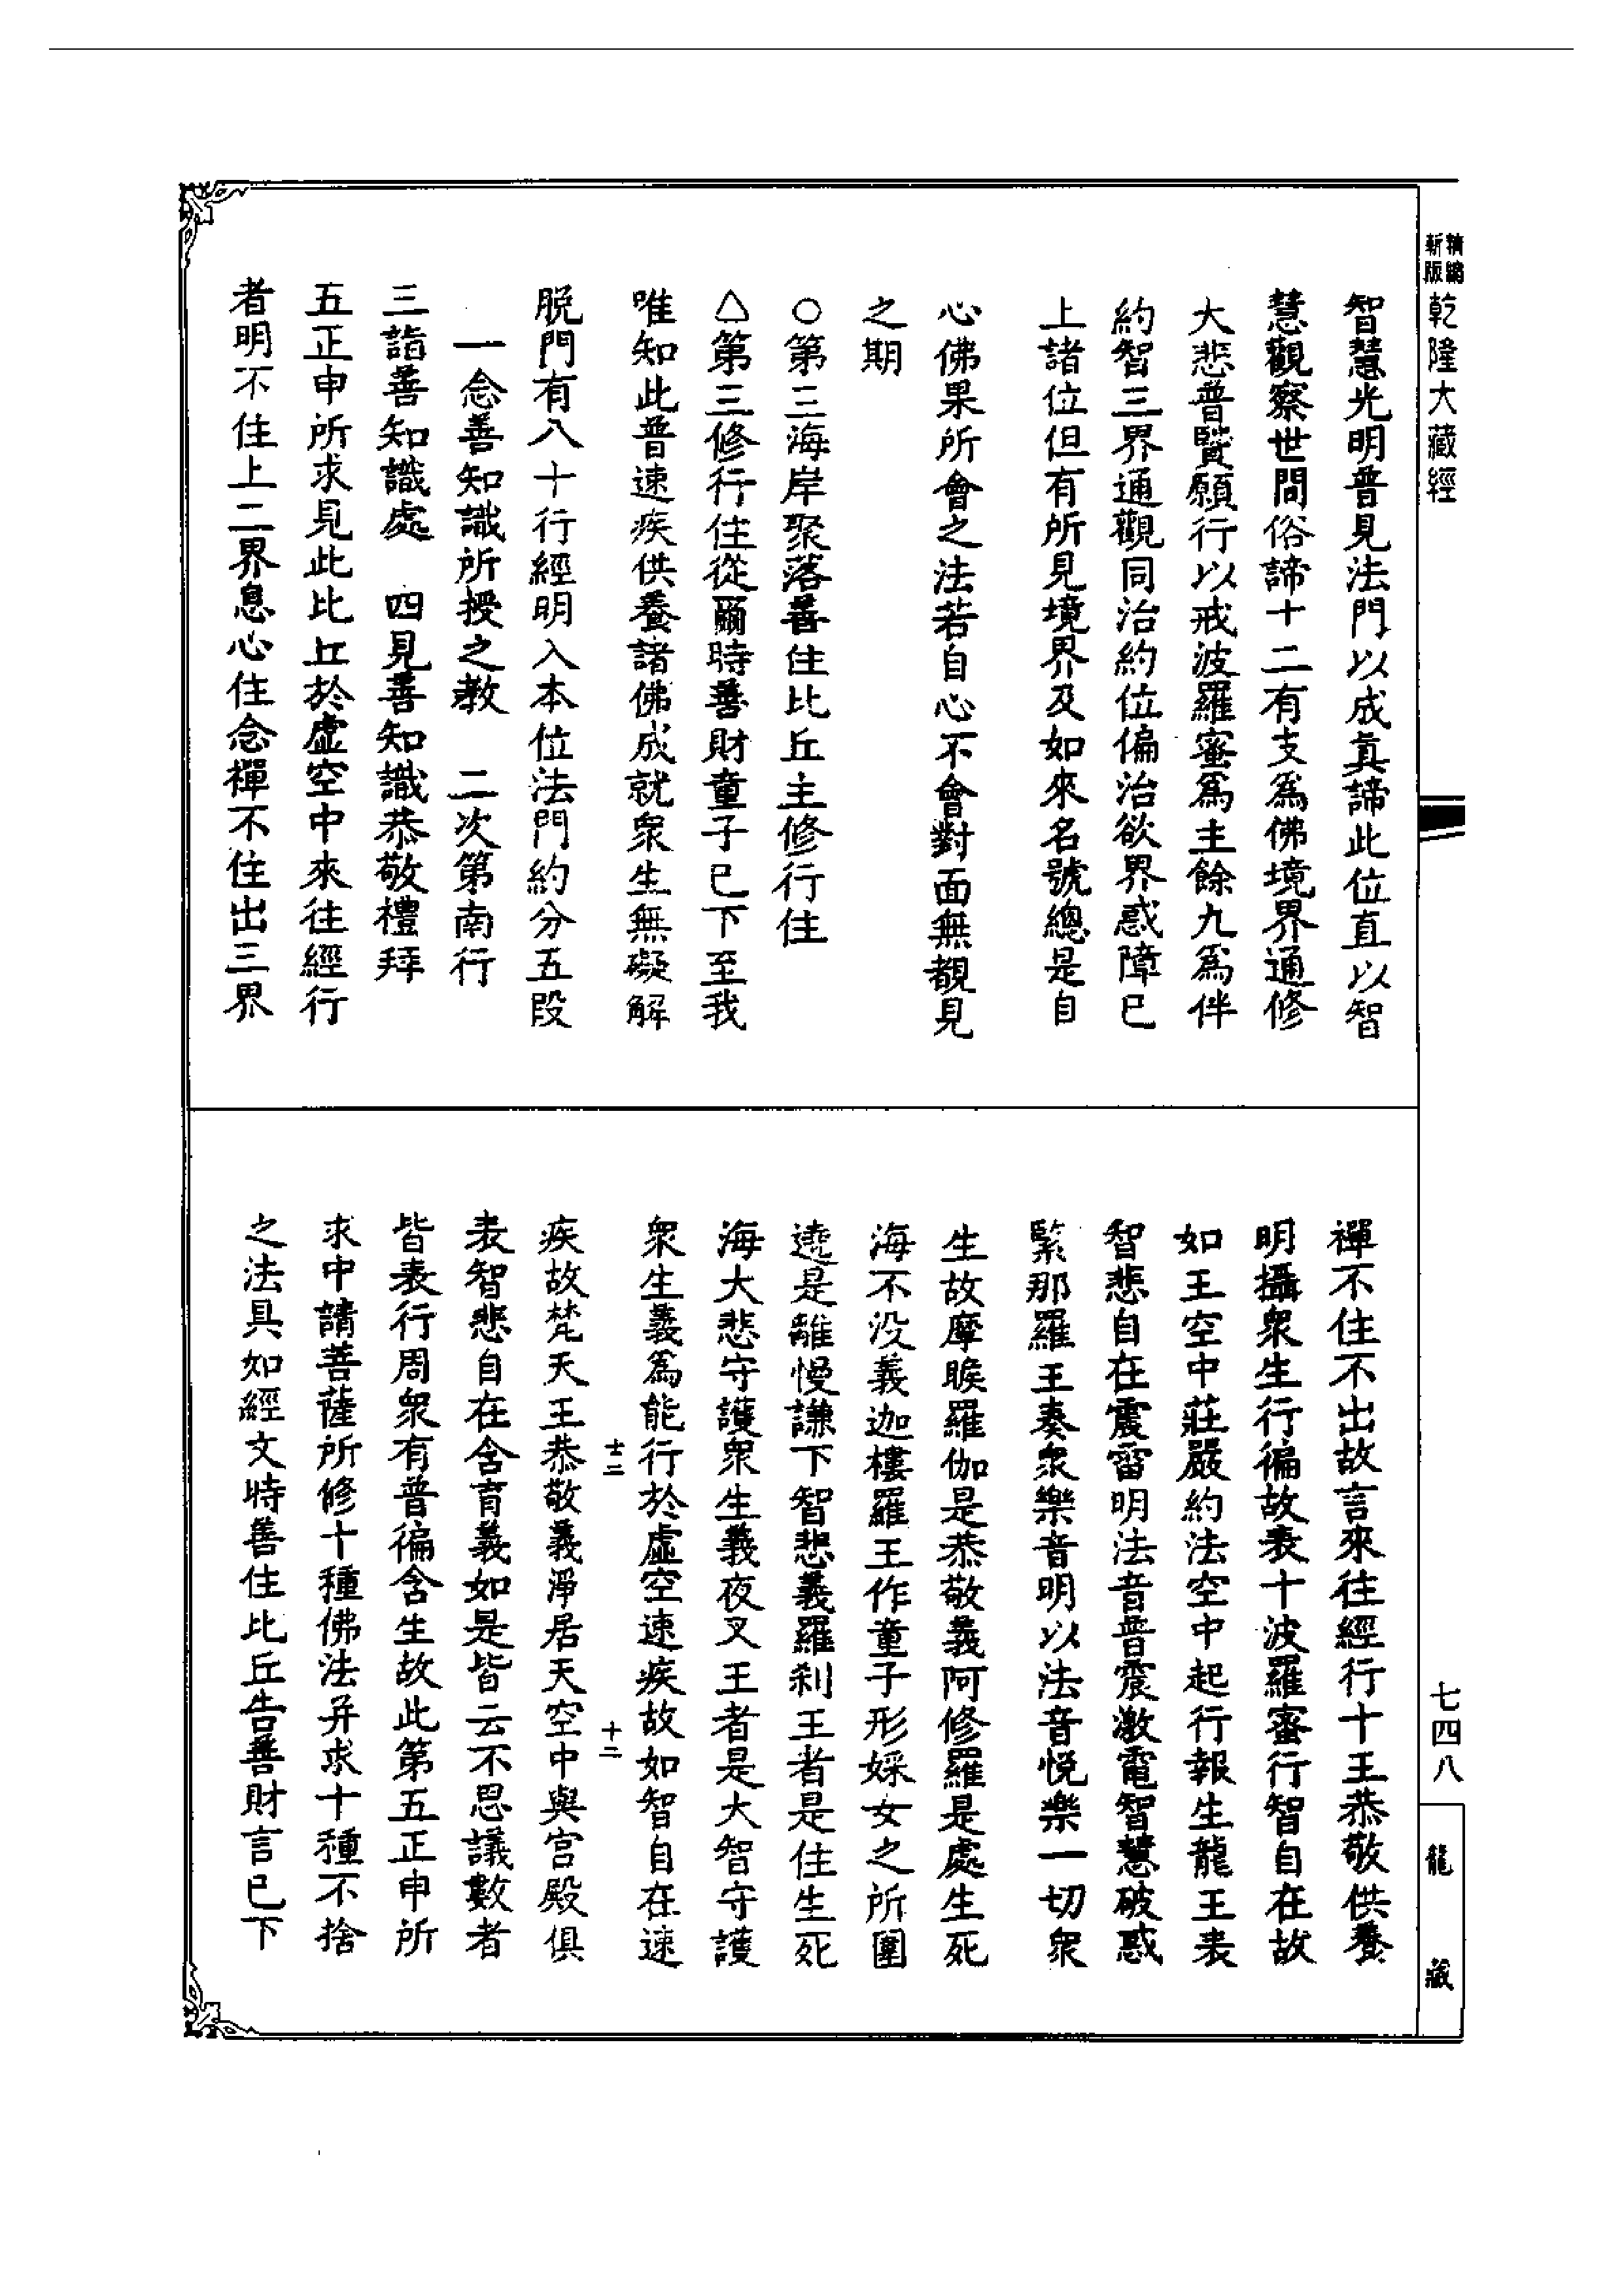 精縮新版乾隆大藏經
智慧光明普見法門以成真諦此位直以智
慧觀察世間俗諦十二有支為佛境界通修
大悲普賢願行以戒波羅蜜為主餘九為伴
約智三界通觀同治約位偏治欲界惑障已
上諸位但有所見境界及如來名號總是自
心佛果所會之法若自心不會對面無覩見
之期
○第三海岸聚落善住比丘主修行住
△第三修行住從爾時善財童子已下至我
唯知此普速疾供養諸佛成就眾生無礙解
脫門有八十行經明入本位法門約分五段
一念善知識所授之教　二次第南行
三詣善知識處　四見善知識恭敬禮拜
五正申所求見此比丘於虛空中來往經行
者明不住上二界息心住念禪不住出三界
禪不住不出故言來往經行十王恭敬供養
明攝眾生行徧故表十波羅蜜行智自在故
如王空中莊嚴約法空中起行報生龍王表
智悲自在震雷明法音普震激電智慧破惑
緊那羅王奏眾樂音明以法音悅樂一切眾
生故摩睺羅伽是恭敬義阿修羅是處生死
海不沒義迦樓羅王作童子形婇女之所圍
遶是離慢謙下智悲義羅剎王者是住生死
海大悲守護眾生義夜叉王者是大智守護
眾生義為能行於虛空速疾故如智自在速
十二　十二
疾故梵天王恭敬義淨居天空中與宮殿俱
表智悲自在含育義如是皆云不思議數者
皆表行周眾有普徧含生故此第五正申所
求中請菩薩所修十種佛法并求十種不捨
之法具如經文時善住比丘告善財言已下
七四八
龍藏